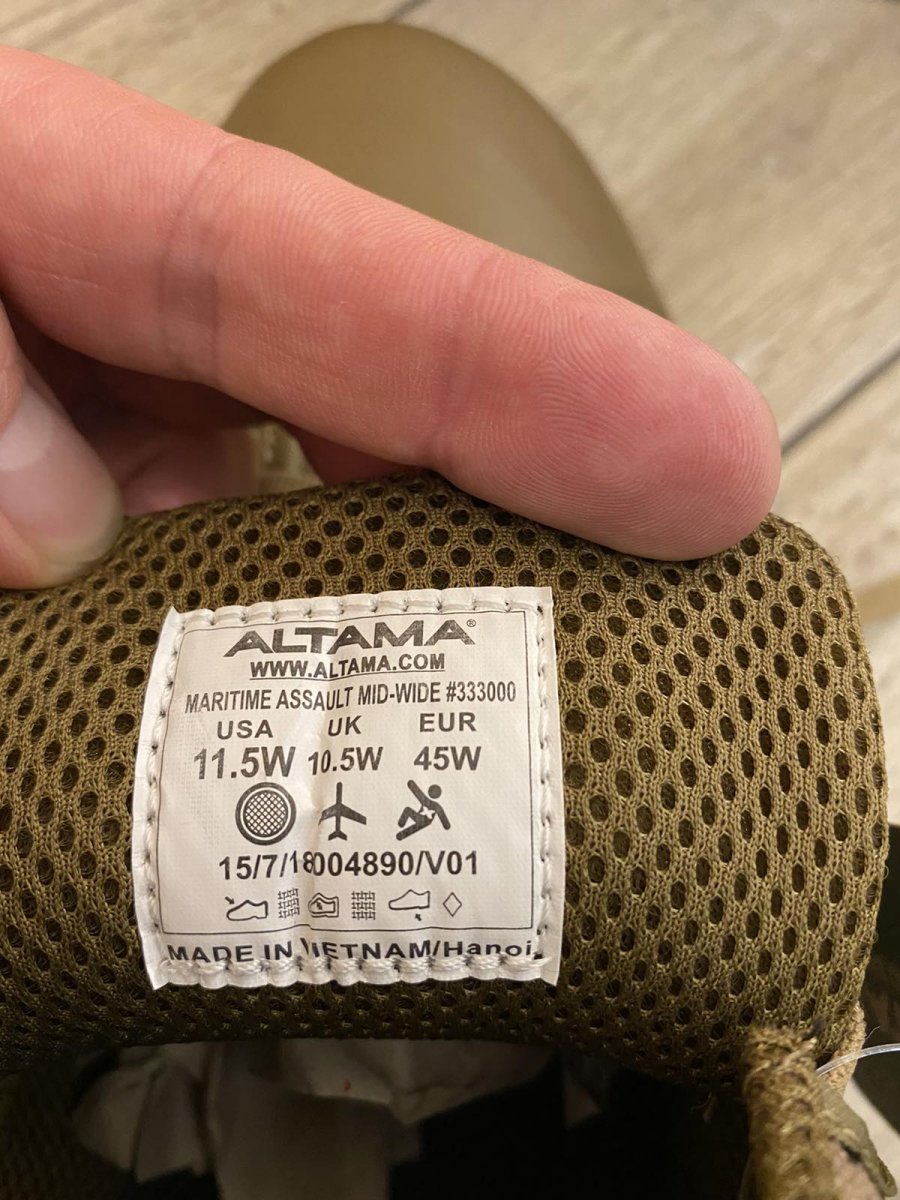 ALTAMA®
WWW.ALTAMA.COM
MARITIME ASSAULT MID-WIDE #333000
USA UK EUR
11.5W 10.5W 45W
15/7/18004890/V01
MADE IN VIETNAM/Hanoi.